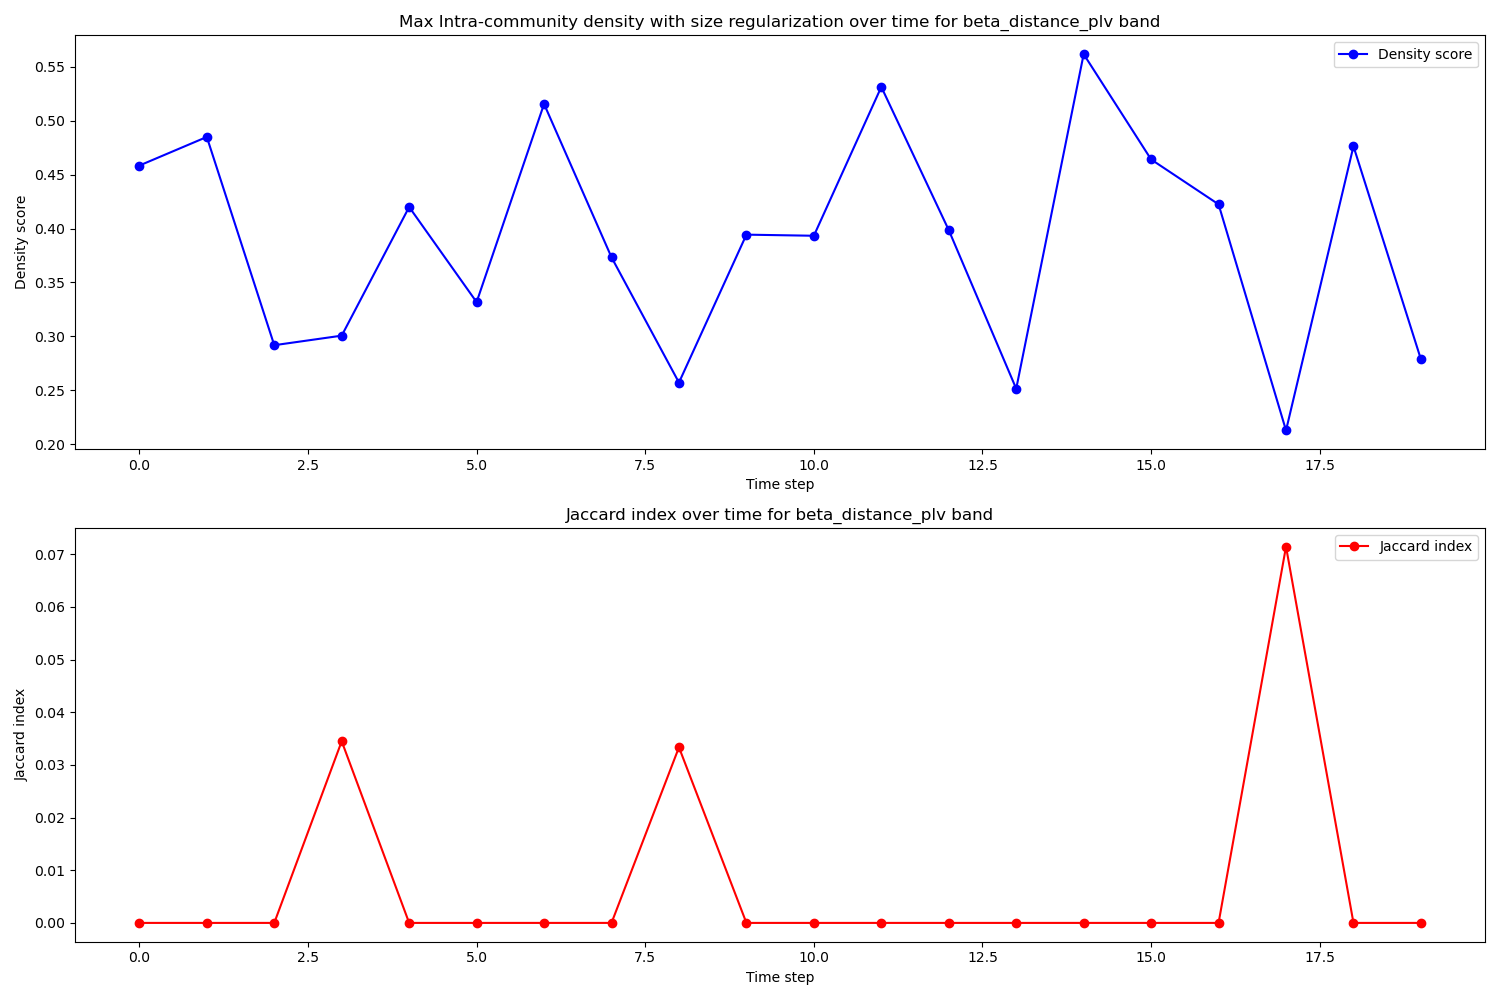 Max Intra-community density with size regularization over time for beta_distance_plv band
Density score
0.55
0.50
0.45
0.40
0.35
0.30
0.25
0.20
Density score
0.0 2.5 5.0 7.5 10.0 12.5 15.0 17.5
Time step
Jaccard index over time for beta_distance_plv band
Jaccard index
0.07
0.06
0.05
0.04
0.03
0.02
0.01
0.00
Jaccard index
0.0 2.5 5.0 7.5 10.0 12.5 15.0 17.5
Time step